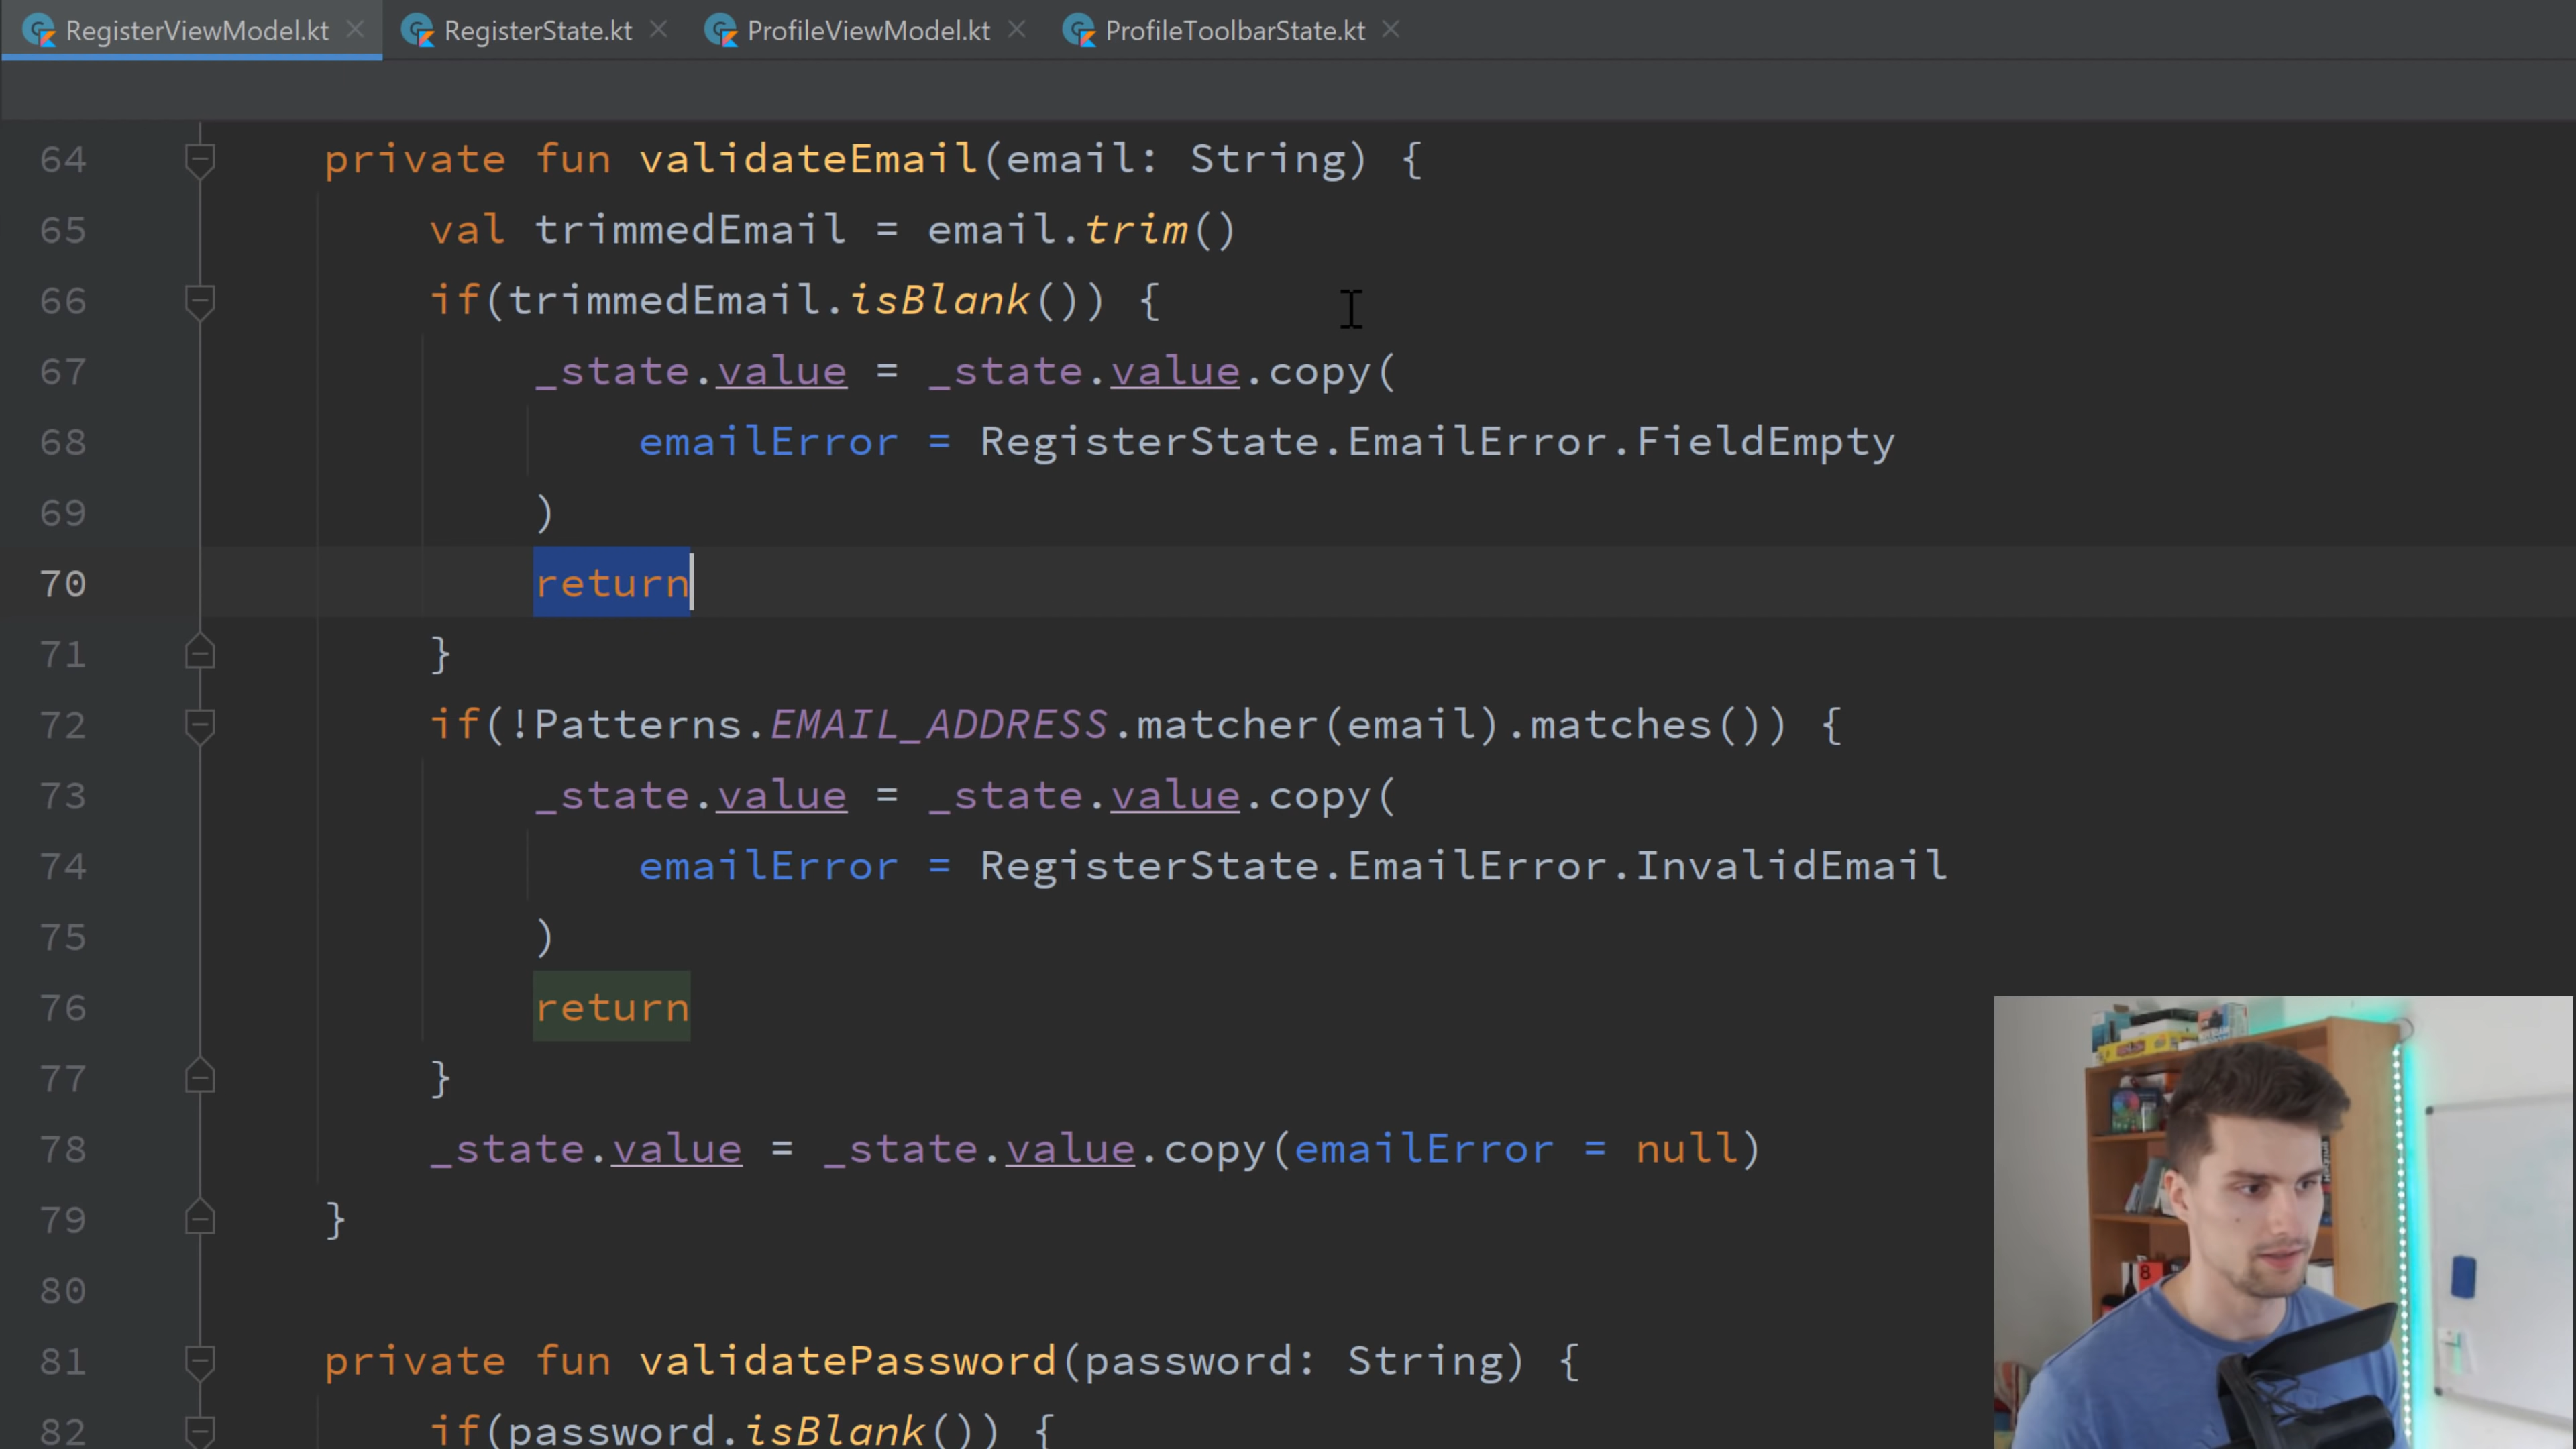 RegisterViewModel.kt RegisterState.kt ProfileViewModel.kt ProfileToolbarState.kt
64 private fun validateEmail(email: String) {
65 val trimmedEmail = email.trim()
66 if(trimmedEmail.isBlank()) {
67 _state.value = _state.value.copy(
68 emailError = RegisterState.EmailError.FieldEmpty
69 )
70 return
71 }
72 if(!Patterns.EMAIL_ADDRESS.matcher(email).matches()) {
73 _state.value = _state.value.copy(
74 emailError = RegisterState.EmailError.InvalidEmail
75 )
76 return
77 }
78 _state.value = _state.value.copy(emailError = null)
79 }
80
81 private fun validatePassword(password: String) {
82 if(password.isBlank()) {
8